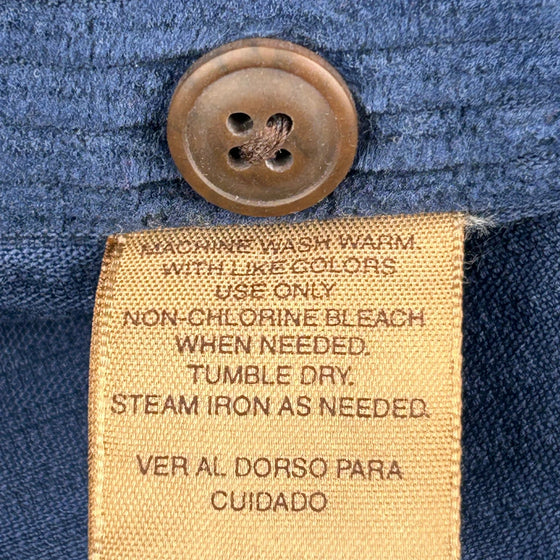 MACHINE WASH WARM
WITH LIKE COLORS
USE ONLY
NON-CHLORINE BLEACH
WHEN NEEDED.
TUMBLE DRY.
STEAM IRON AS NEEDED.
VER AL DORSO PARA
CUIDADO